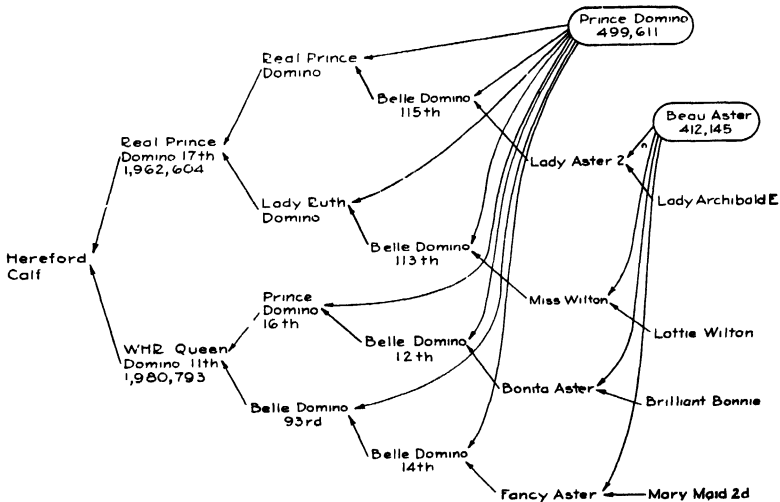 Prince Domino
499,611
Real Prince
Domino
Belle Domino
115th
Beau Aster
412,145
Real Prince
Domino 17th
1,962,604
Lady Aster 2
Lady Ruth
Domino
Lady Archibald E
Belle Domino
113th
Hereford
Calf
Prince
Domino
16th
Miss Wilton
Lottie Wilton
WHR Queen
Domino 11th
1,980,793
Belle Domino
12th
Bonita Aster
Brilliant Bonnie
Belle Domino
93rd
Belle Domino
14th
Fancy Aster
Mary Maid 2d